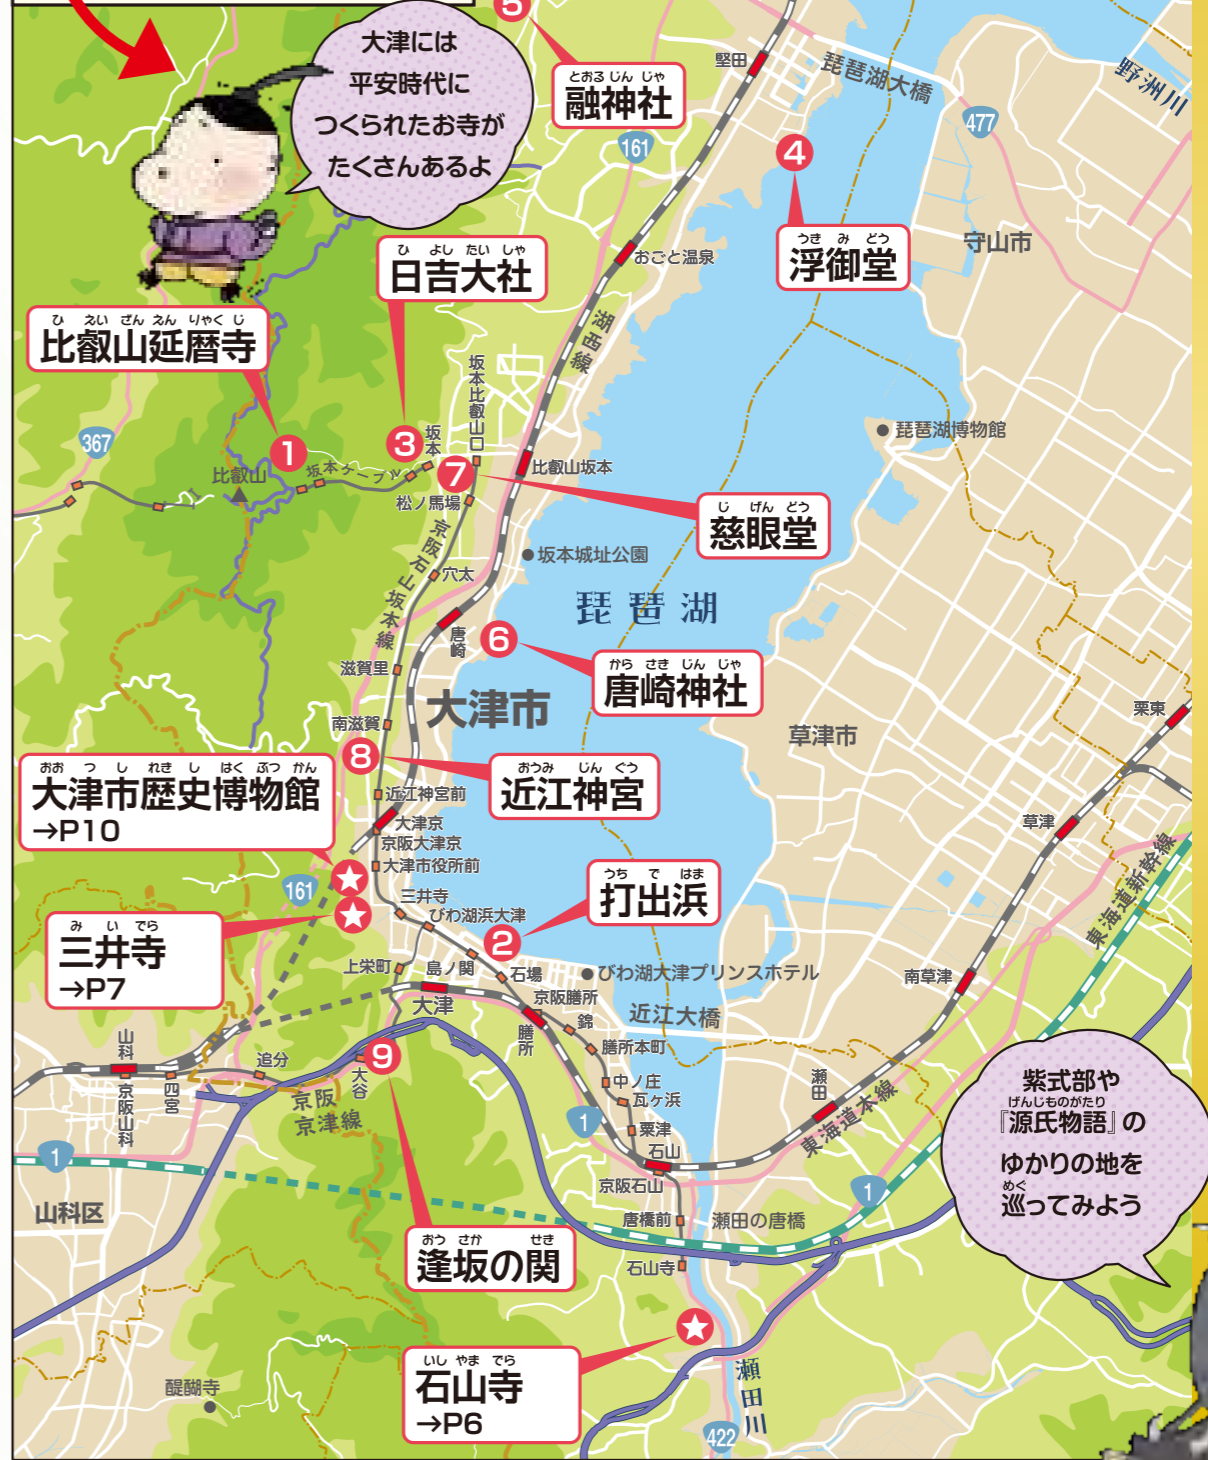 大津には
平安時代に
つくられたお寺が
たくさんあるよ
5
とおる じん じゃ
融神社
堅田
琵琶湖大橋
野洲川
477
161
4
うき み どう
浮御堂
守山市
おごと温泉
湖西線
ひ よし たい しゃ
日吉大社
ひ えい ざん えん りゃく じ
比叡山延暦寺
367
1
比叡山
坂本ケーブル
3
坂本
坂本比叡山口
7
松ノ馬場
比叡山坂本
琵琶湖博物館
じ げん どう
慈眼堂
坂本城址公園
京阪石山坂本線
穴太
琵琶湖
唐崎
6
から さき じん じゃ
唐崎神社
滋賀里
大津市
南滋賀
草津市
栗東
8
おうみ じん ぐう
近江神宮
おお つ し れき し はく ぶつ かん
大津市歴史博物館
→P10
近江神宮前
大津京
京阪大津京
大津市役所前
草津
東海道新幹線
161
三井寺
びわ湖浜大津
うち で はま
打出浜
2
み い でら
三井寺
→P7
上栄町
島ノ関
石場
びわ湖大津プリンスホテル
南草津
大津
京阪膳所
膳所
錦
近江大橋
膳所本町
山科
京阪山科
四宮
追分
大谷
9
京阪
京津線
中ノ庄
瓦ヶ浜
粟津
瀬田
東海道本線
1
石山
京阪石山
紫式部や
げんじものがたり
『源氏物語』の
ゆかりの地を
めぐ
巡ってみよう
1
山科区
1
唐橋前
瀬田の唐橋
おう さか せき
逢坂の関
石山寺
いし やま でら
石山寺
→P6
醍醐寺
瀬田川
422